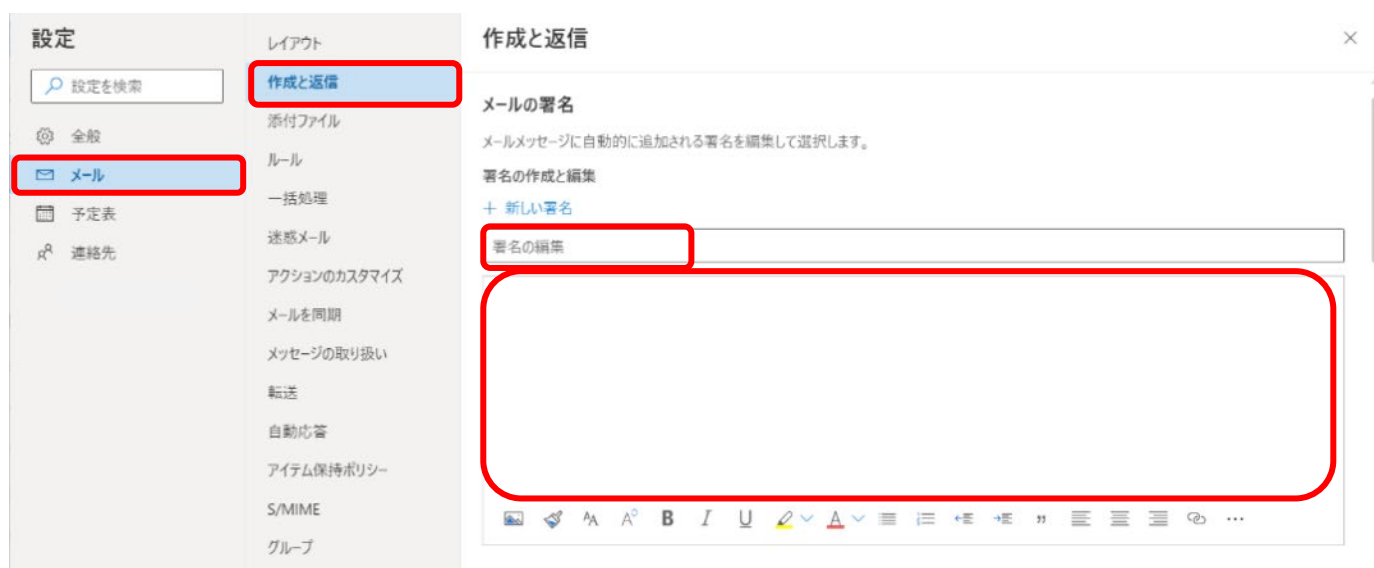 設定
設定を検索
全般
メール
予定表
連絡先
レイアウト
作成と返信
添付ファイル
ルール
一括処理
迷惑メール
アクションのカスタマイズ
メールを同期
メッセージの取り扱い
転送
自動応答
アイテム保持ポリシー
S/MIME
グループ
作成と返信
メールの署名
メールメッセージに自動的に追加される署名を編集して選択します。
署名の作成と編集
＋ 新しい署名
署名の編集